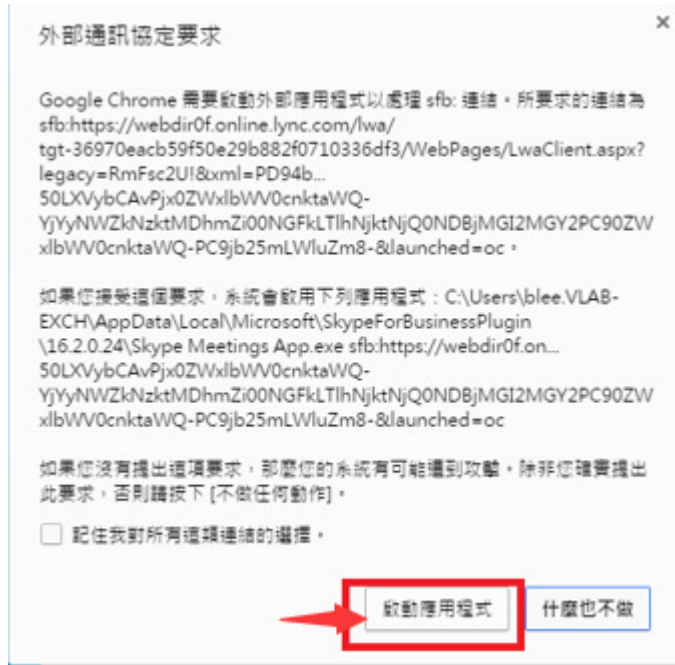 外部通訊協定要求
Google Chrome 需要啟動外部應用程式以處理 sfb: 連結。所要求的連結為
sfb:https://webdir0f.online.lync.com/lwa/
tgt-36970eacb59f50e29b882f0710336df3/WebPages/LwaClient.aspx?
legacy=RmFsc2U!&xml=PD94b...
50LXVybCAvPjx0ZWxlbWV0cnktaWQ-
YjYyNWZkNzktMDhmZi00NGFkLTlhNjktNjQ0NDBjMGI2MGY2PC90ZW
xlbWV0cnktaWQ-PC9jb25mLWluZm8-&launched=oc。
如果您接受這個要求，系統會啟用下列應用程式：C:\Users\blee.VLAB-
EXCH\AppData\Local\Microsoft\SkypeForBusinessPlugin
\16.2.0.24\Skype Meetings App.exe sfb:https://webdir0f.on...
50LXVybCAvPjx0ZWxlbWV0cnktaWQ-
YjYyNWZkNzktMDhmZi00NGFkLTlhNjktNjQ0NDBjMGI2MGY2PC90ZW
xlbWV0cnktaWQ-PC9jb25mLWluZm8-&launched=oc
如果您沒有提出這項要求，那麼您的系統有可能遭到攻擊。除非您確實提出
此要求，否則請按下 [不做任何動作]。
記住我對所有這類連結的選擇。
啟動應用程式
什麼也不做